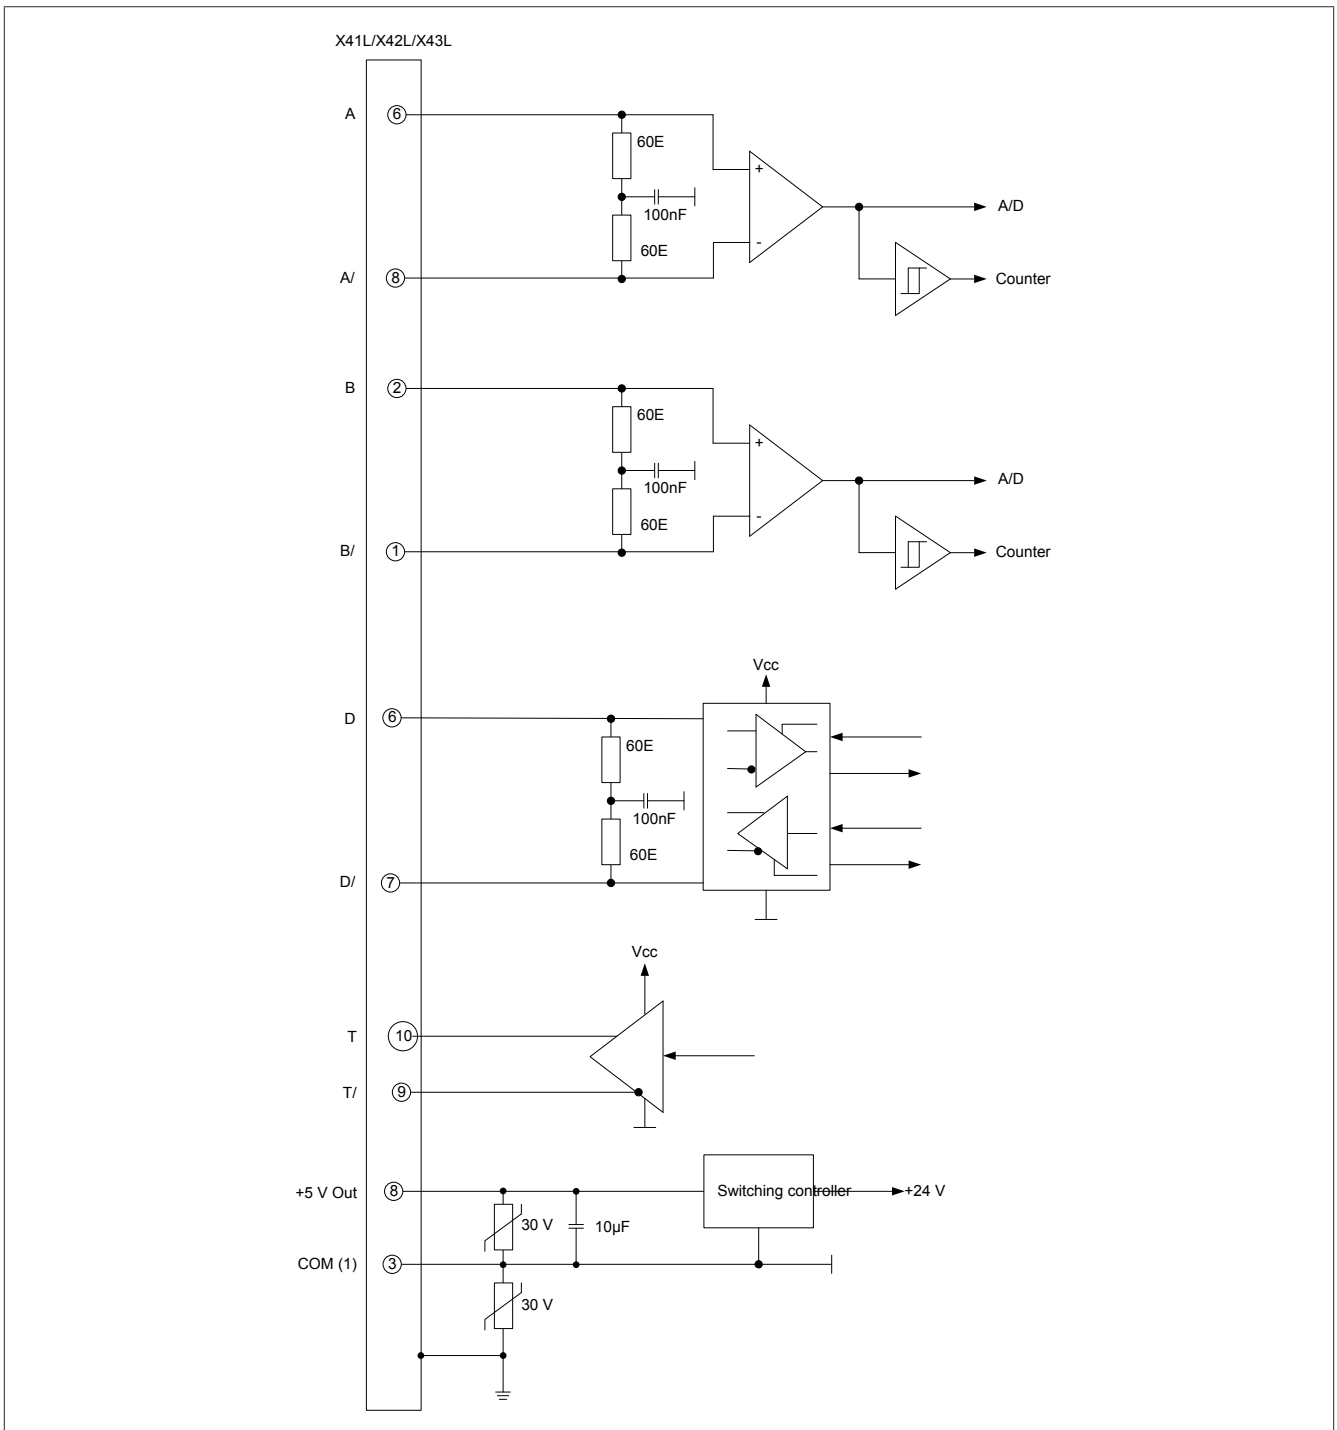 X41L/X42L/X43L
A 6
60E
+
100nF
A/D
60E
-
A/ 8
Counter
B 2
60E
+
100nF
A/D
60E
-
B/ 1
Counter
Vcc
D 6
60E
100nF
60E
D/ 7
Vcc
T 10
T/ 9
+5 V Out 8
Switching controller
+24 V
30 V
10µF
COM (1) 3
30 V